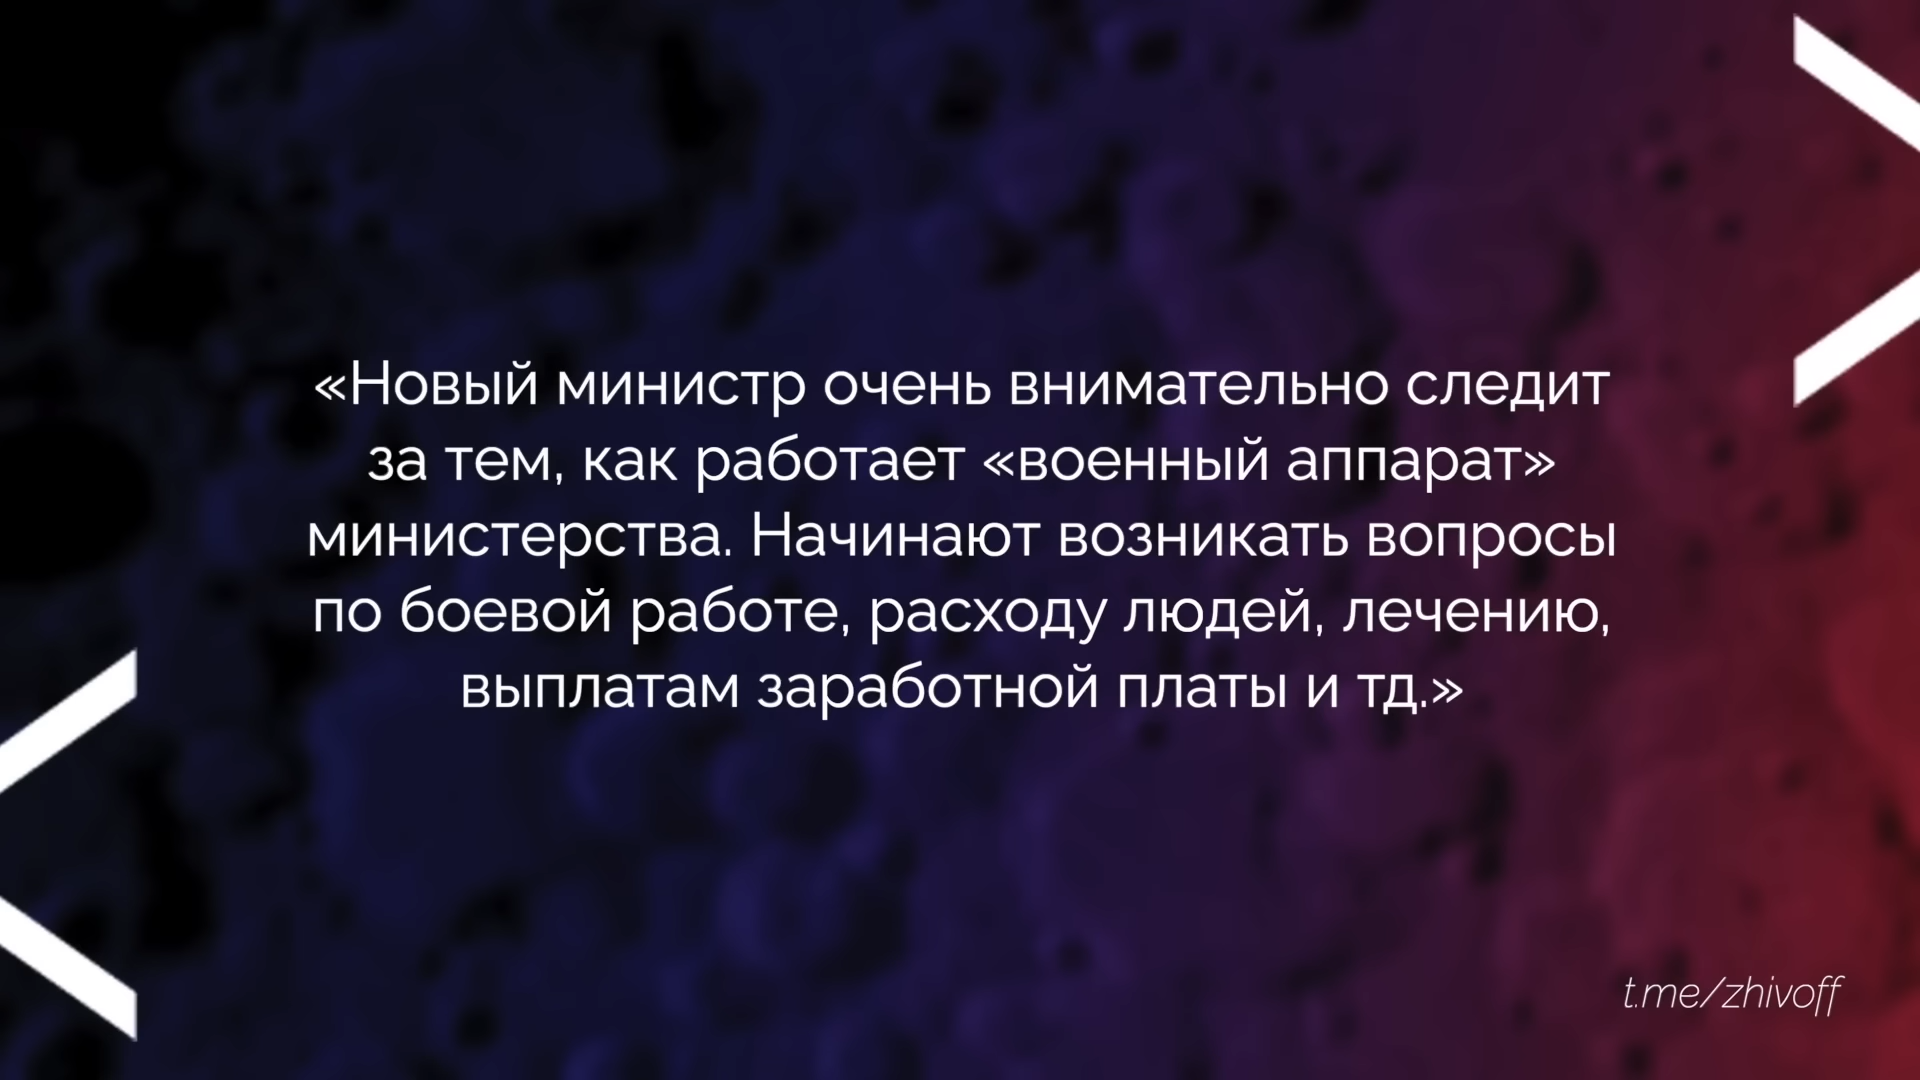 «Новый министр очень внимательно следит
за тем, как работает «военный аппарат»
министерства. Начинают возникать вопросы
по боевой работе, расходу людей, лечению,
выплатам заработной платы и тд.»
t.me/zhivoff